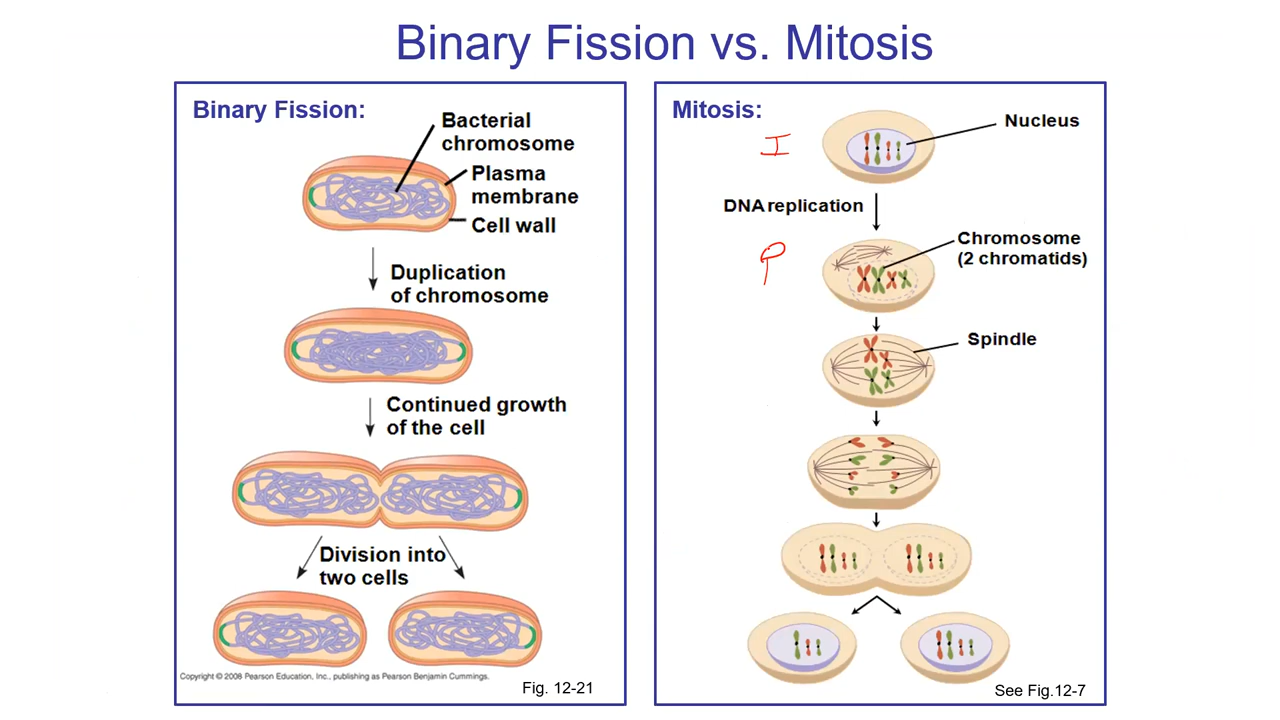 Binary Fission vs. Mitosis
Binary Fission:
Bacterial
chromosome
Plasma
membrane
Cell wall
Duplication
of chromosome
Continued growth
of the cell
Division into
two cells
Copyright © 2008 Pearson Education, Inc., publishing as Pearson Benjamin Cummings.
Fig. 12-21
Mitosis:
I
Nucleus
DNA replication
P
Chromosome
(2 chromatids)
Spindle
See Fig.12-7